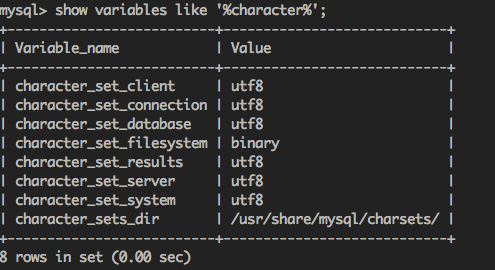 mysql> show variables like '%character%';
+--------------------------+----------------------------+
| Variable_name | Value |
+--------------------------+----------------------------+
| character_set_client | utf8 |
| character_set_connection | utf8 |
| character_set_database | utf8 |
| character_set_filesystem | binary |
| character_set_results | utf8 |
| character_set_server | utf8 |
| character_set_system | utf8 |
| character_sets_dir | /usr/share/mysql/charsets/ |
+--------------------------+----------------------------+
8 rows in set (0.00 sec)